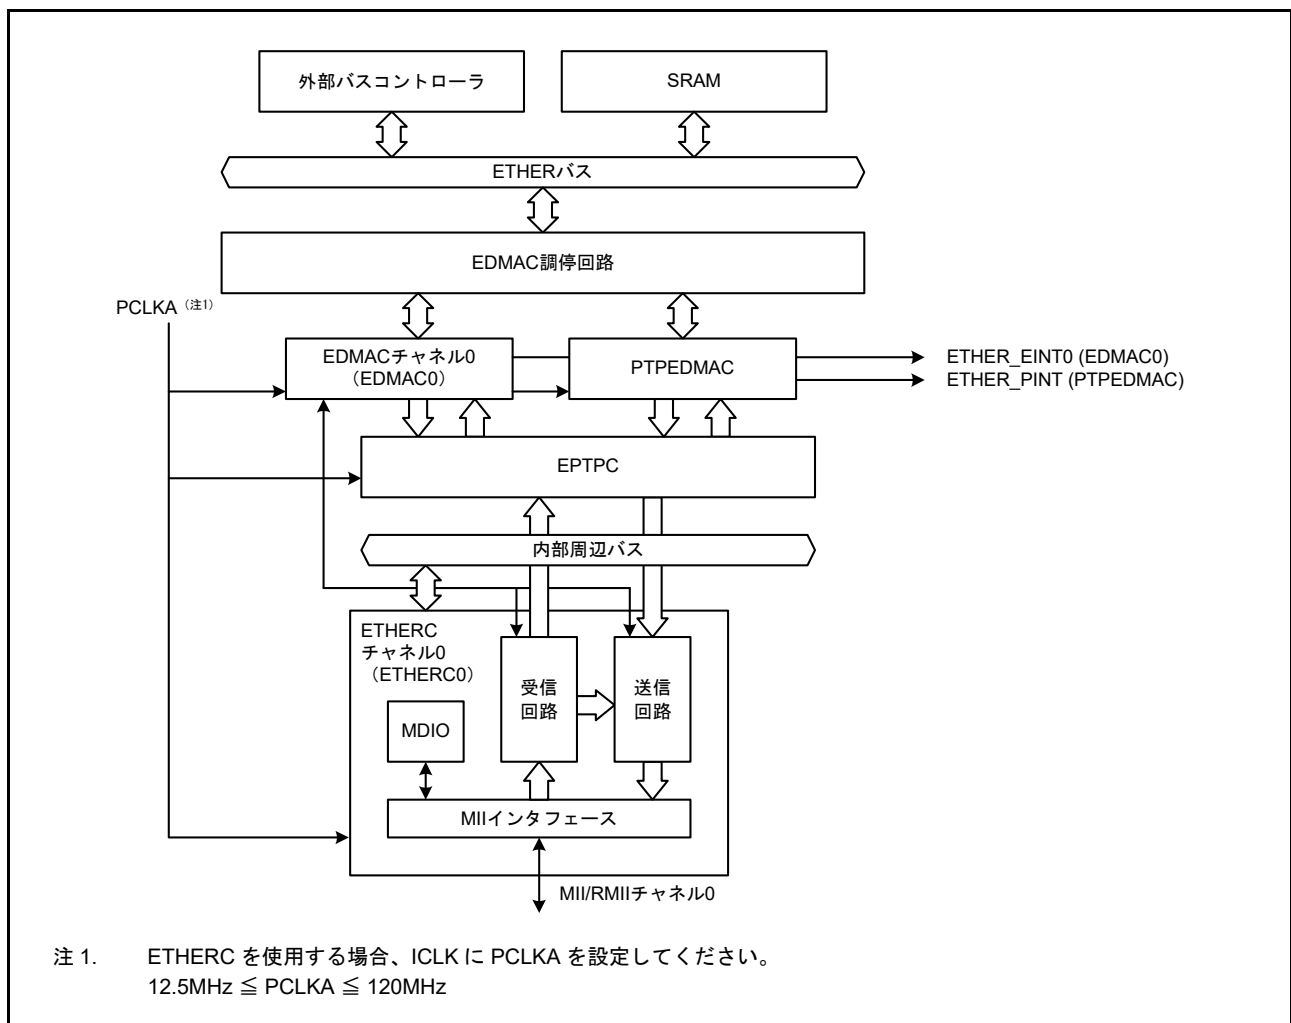 外部バスコントローラ
SRAM
ETHERバス
EDMAC調停回路
PCLKA（注1）
EDMACチャネル0
（EDMAC0）
PTPEDMAC
ETHER_EINT0 (EDMAC0)
ETHER_PINT (PTPEDMAC)
EPTPC
内部周辺バス
ETHERC
チャネル0
（ETHERC0）
受信
回路
送信
回路
MDIO
MIIインタフェース
MII/RMIIチャネル0
注 1. ETHERC を使用する場合、ICLK に PCLKA を設定してください。
12.5MHz ≦ PCLKA ≦ 120MHz